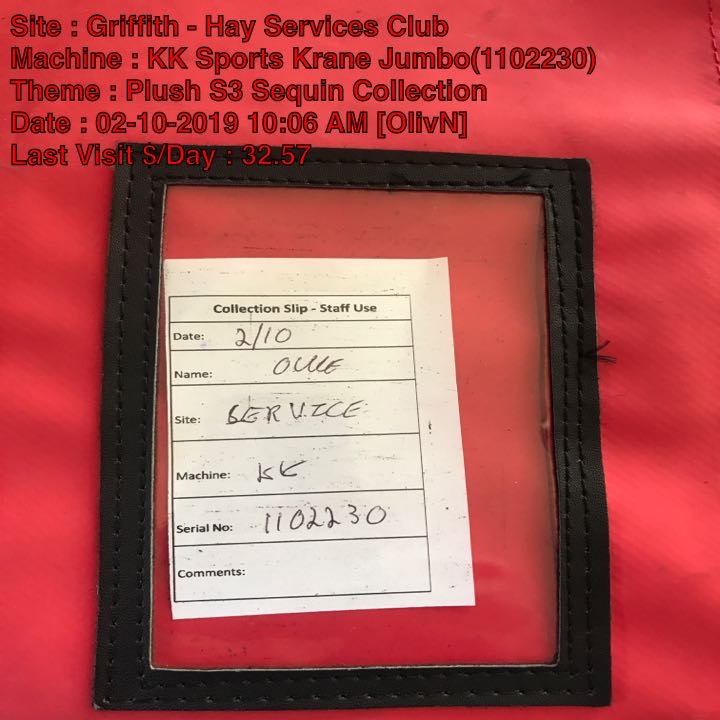 Site : Griffith - Hay Services Club
Machine : KK Sports Krane Jumbo(1102230)
Theme : Plush S3 Sequin Collection
Date : 02-10-2019 10:06 AM [OlivN]
Last Visit $/Day : 32.57
Collection Slip - Staff Use
Date: 2/10
Name:
Site: SERVICE
Machine: KK
Serial No: 1102230
Comments: